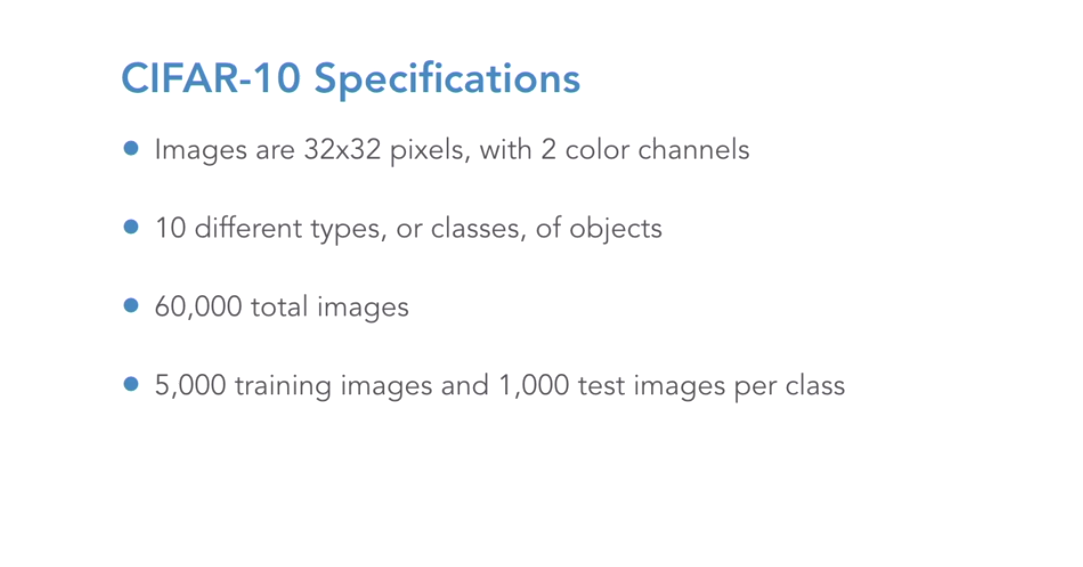 CIFAR-10 Specifications
Images are 32x32 pixels, with 2 color channels
10 different types, or classes, of objects
60,000 total images
5,000 training images and 1,000 test images per class